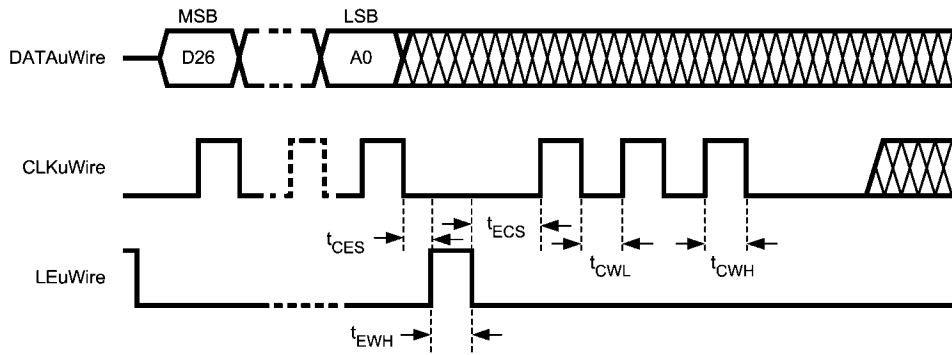 MSB LSB
DATAuWire D26 A0
CLKuWire
tCES tECS tCWL tCWH
LEuWire
tEWH